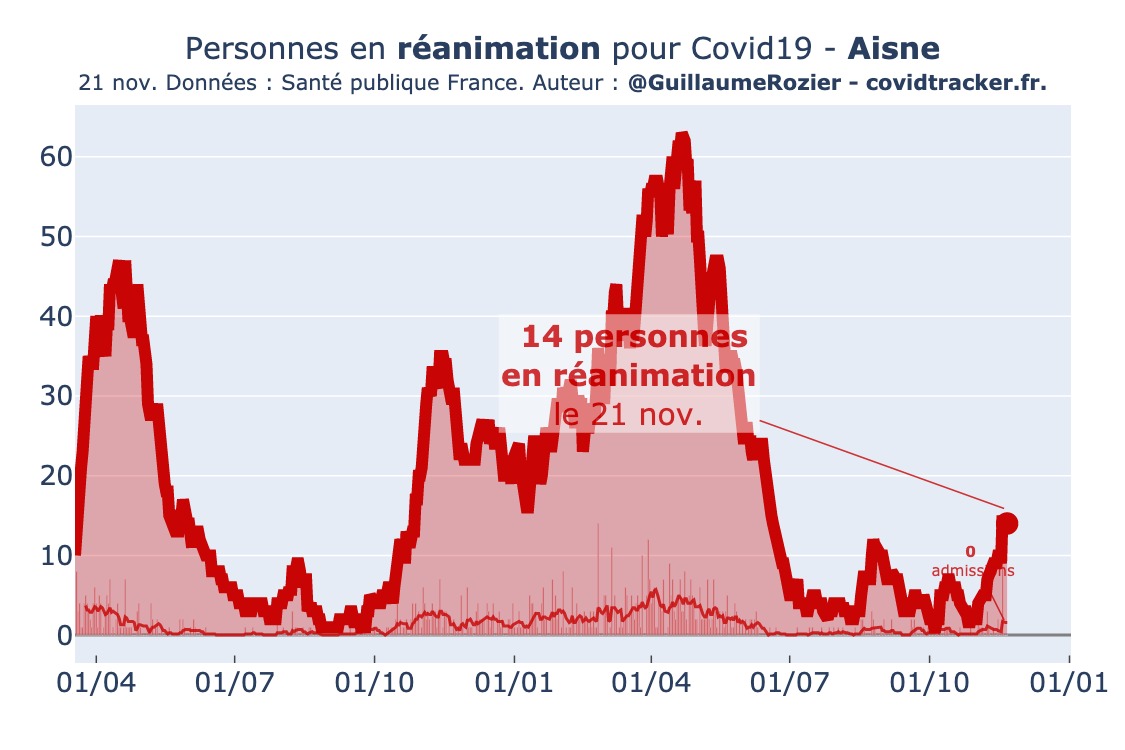 Personnes en réanimation pour Covid19 - Aisne
21 nov. Données : Santé publique France. Auteur : @GuillaumeRozier - covidtracker.fr.
60
50
40
30
20
10
0
14 personnes
en réanimation
le 21 nov.
0
admissions
01/04 01/07 01/10 01/01 01/04 01/07 01/10 01/01